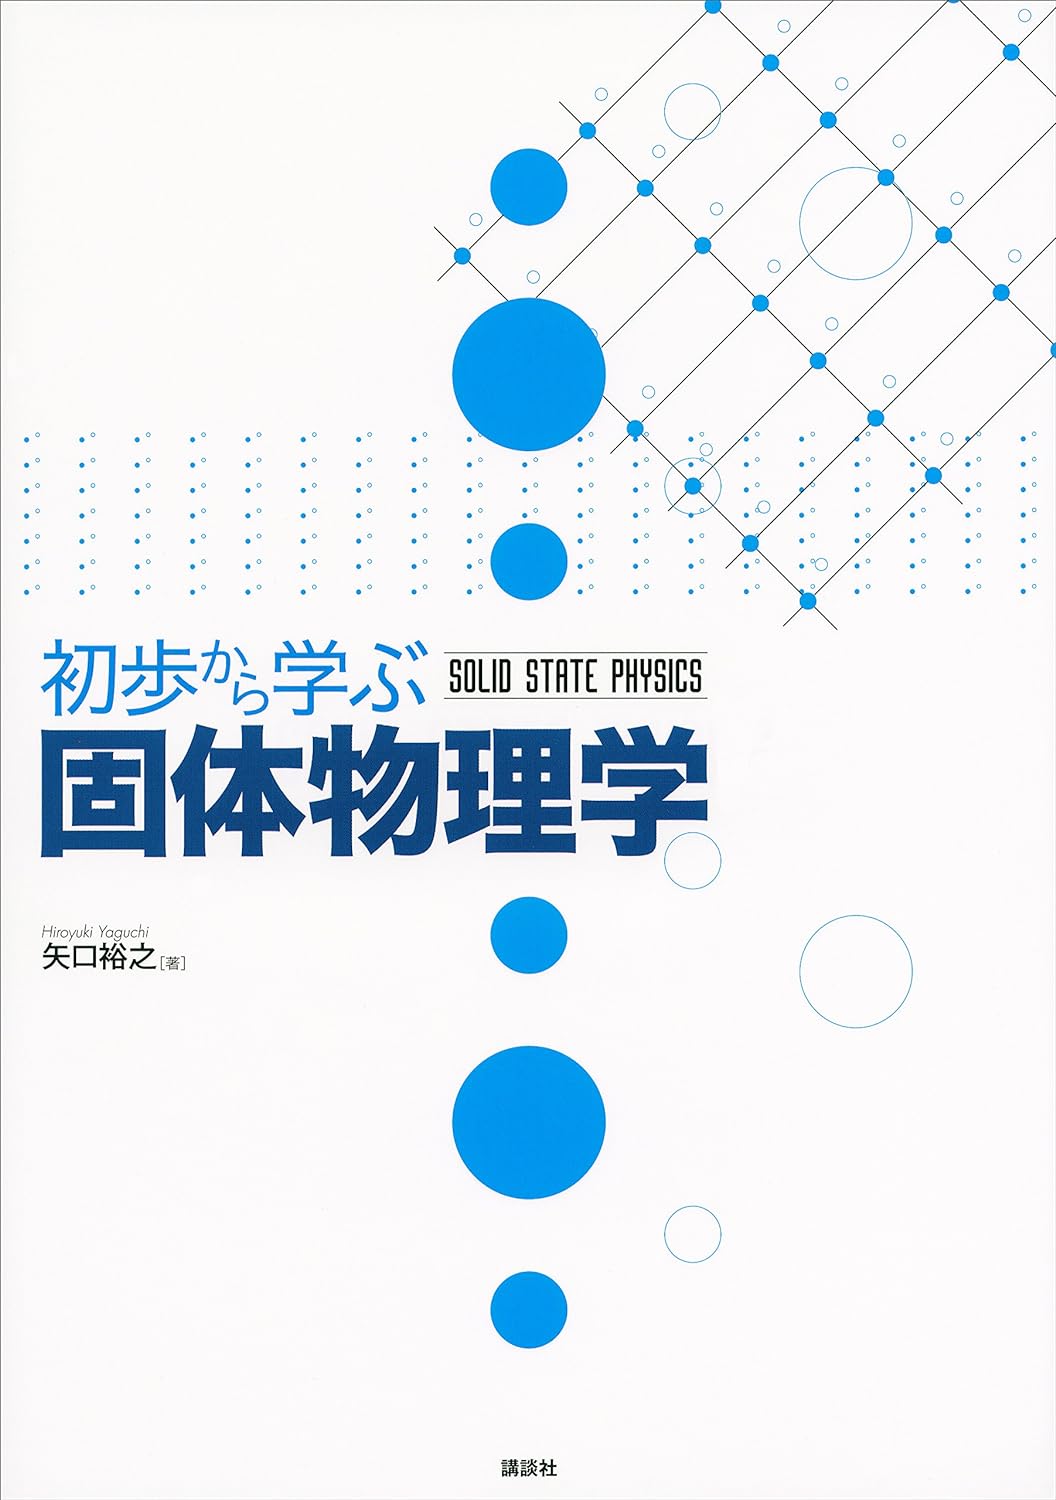 初歩から学ぶ
SOLID STATE PHYSICS
固体物理学
Hiroyuki Yaguchi
矢口裕之[著]
講談社